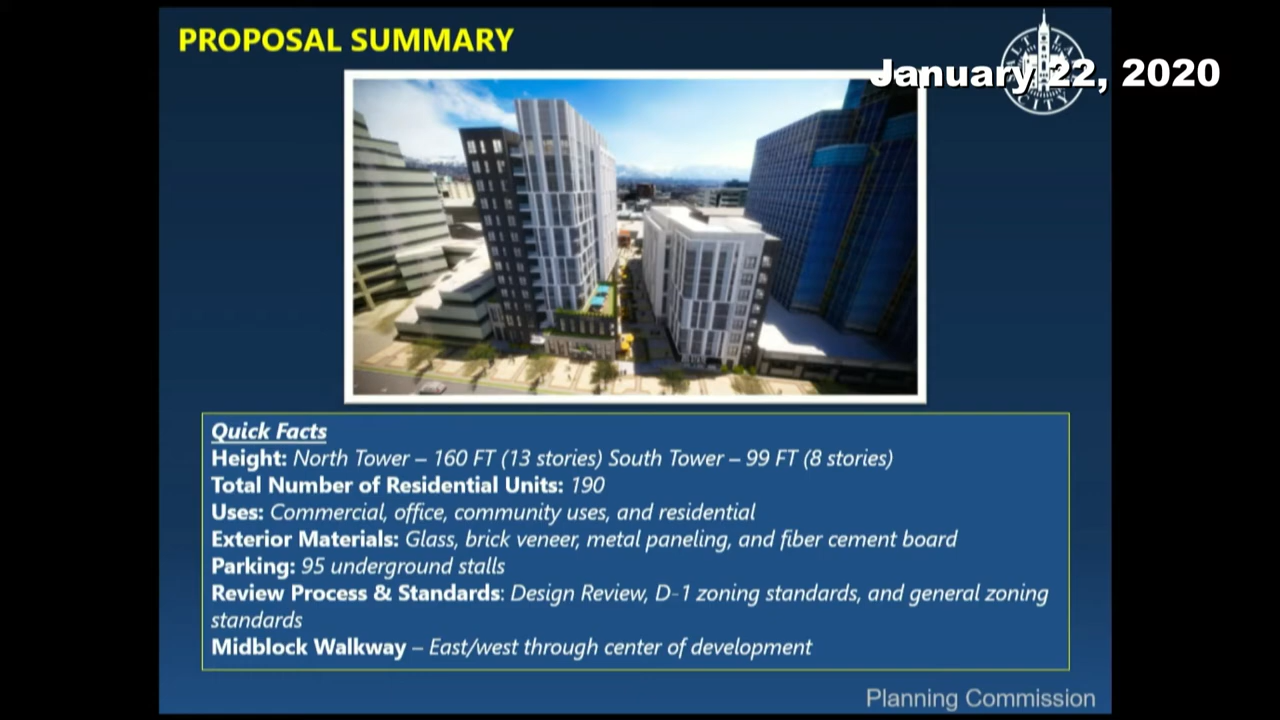 PROPOSAL SUMMARY
SALT LAKE
CITY
January 22, 2020
Quick Facts
Height: North Tower – 160 FT (13 stories) South Tower – 99 FT (8 stories)
Total Number of Residential Units: 190
Uses: Commercial, office, community uses, and residential
Exterior Materials: Glass, brick veneer, metal paneling, and fiber cement board
Parking: 95 underground stalls
Review Process & Standards: Design Review, D-1 zoning standards, and general zoning
standards
Midblock Walkway – East/west through center of development
Planning Commission